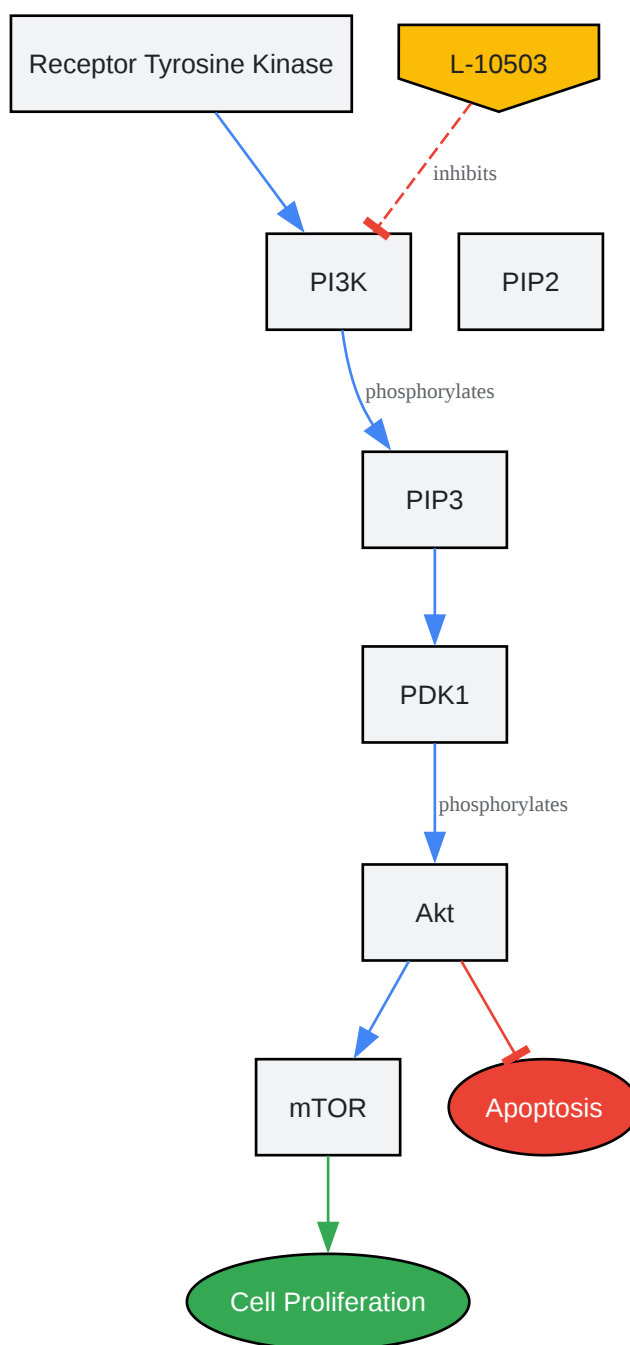 Receptor Tyrosine Kinase
L-10503
inhibits
PI3K
PIP2
phosphorylates
PIP3
PDK1
phosphorylates
Akt
mTOR
Apoptosis
Cell Proliferation